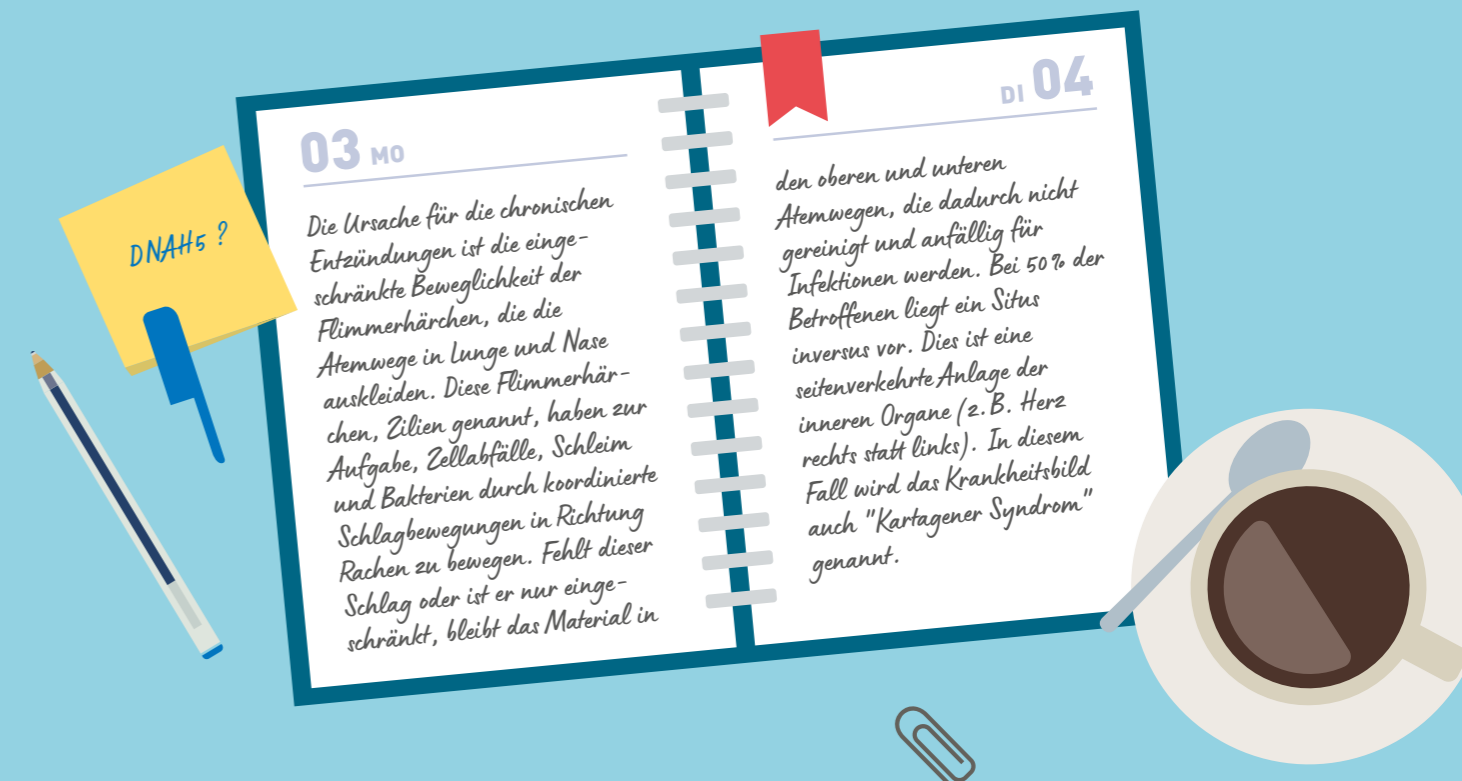 DNAH5 ?
03 MO
Die Ursache für die chronischen
Entzündungen ist die einge-
schränkte Beweglichkeit der
Flimmerhärchen, die die
Atemwege in Lunge und Nase
auskleiden. Diese Flimmerhär-
chen, Zilien genannt, haben zur
Aufgabe, Zellabfälle, Schleim
und Bakterien durch koordinierte
Schlagbewegungen in Richtung
Rachen zu bewegen. Fehlt dieser
Schlag oder ist er nur einge-
schränkt, bleibt das Material in
DI 04
den oberen und unteren
Atemwegen, die dadurch nicht
gereinigt und anfällig für
Infektionen werden. Bei 50% der
Betroffenen liegt ein Situs
inversus vor. Dies ist eine
seitenverkehrte Anlage der
inneren Organe (z.B. Herz
rechts statt links). In diesem
Fall wird das Krankheitsbild
auch "Kartagener Syndrom"
genannt.